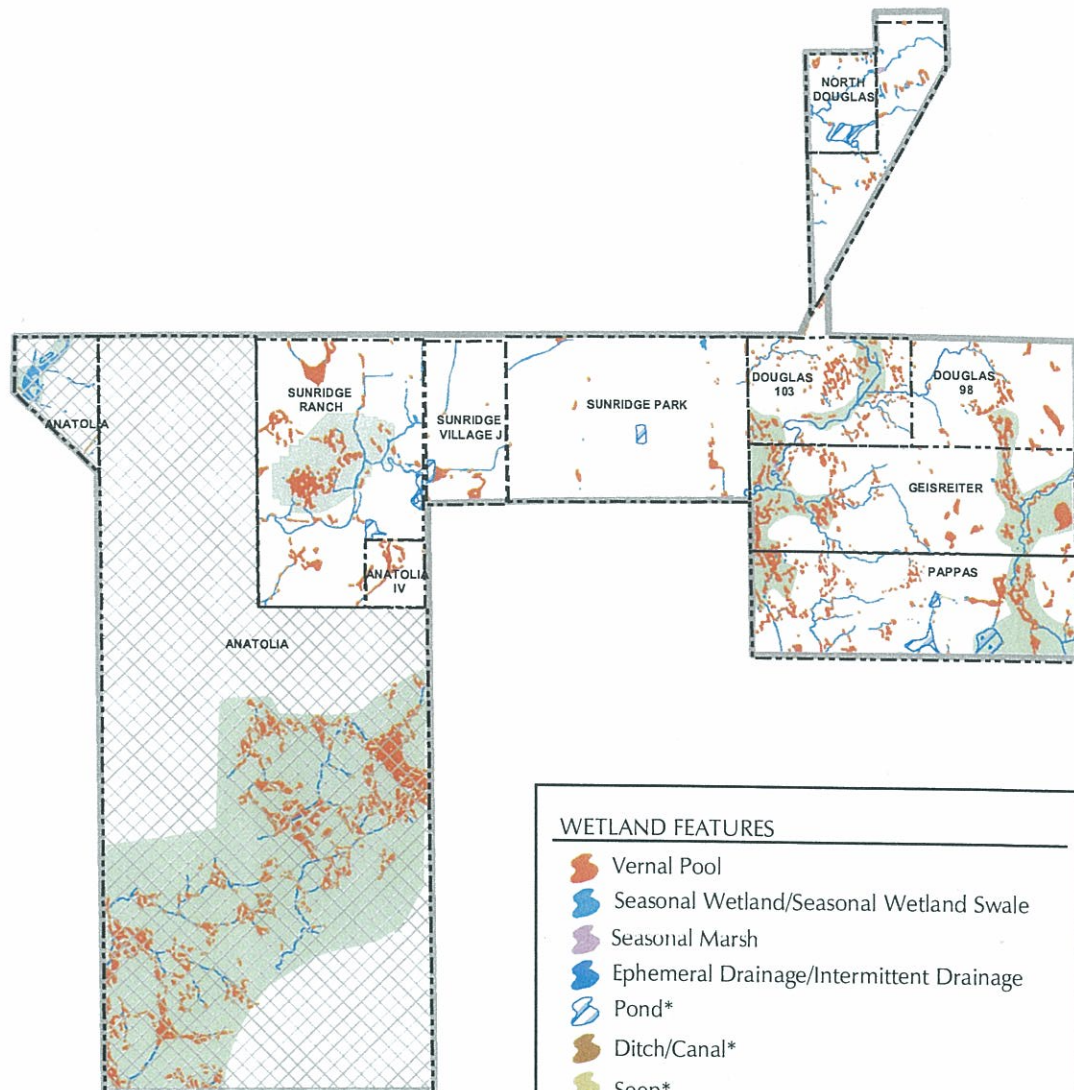 NORTH
DOUGLAS
ANATOLIA
SUNRIDGE
RANCH
SUNRIDGE
VILLAGE J
SUNRIDGE PARK
DOUGLAS
103
DOUGLAS
98
GEISREITER
ANATOLIA
IV
PAPPAS
ANATOLIA
WETLAND FEATURES
Vernal Pool
Seasonal Wetland/Seasonal Wetland Swale
Seasonal Marsh
Ephemeral Drainage/Intermittent Drainage
Pond*
Ditch/Canal*
Seep*